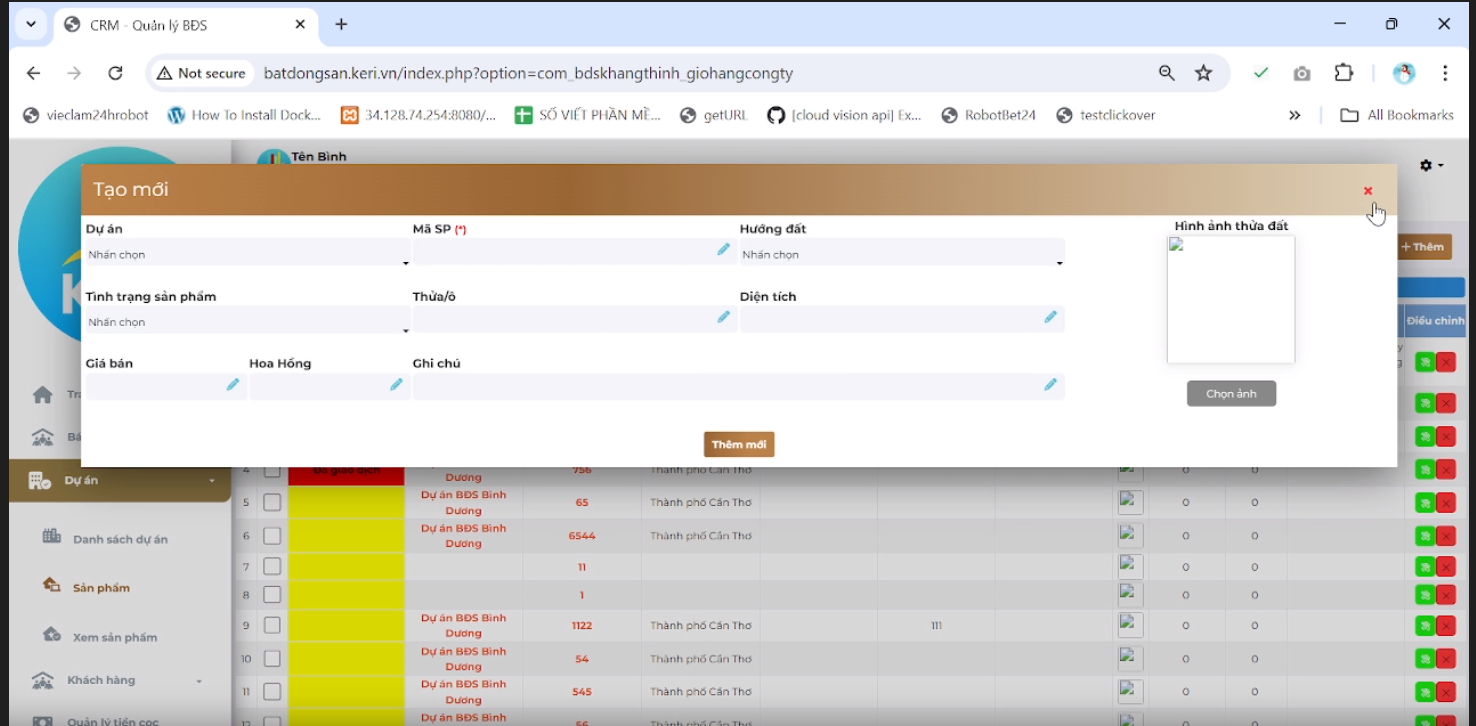 CRM - Quản lý BĐS
Not secure
batdongsan.keri.vn/index.php?option=com_bdskhangthinh_giohangcongty
vieclam24hrobot
How To Install Dock...
34.128.74.254:8080/...
SỐ VIẾT PHẦN MỀ...
getURL
[cloud vision api] Ex...
RobotBet24
testclickover
All Bookmarks
Tên Bình
Tạo mới
Dự án
Mã SP (*)
Hướng đất
Hình ảnh thửa đất
Nhấn chọn
Nhấn chọn
+ Thêm
Tình trạng sản phẩm
Thửa/ô
Diện tích
Nhấn chọn
Điều chỉnh
Giá bán
Hoa Hồng
Ghi chú
Chọn ảnh
Thêm mới
Dự án
Danh sách dự án
Sản phẩm
Xem sản phẩm
Khách hàng
Quản lý tiền cọc
4 Đã giao dịch Dương 756 Thành phố Cần Thơ 0 0
5 Dự án BĐS Bình Dương 65 Thành phố Cần Thơ 0 0
6 Dự án BĐS Bình Dương 6544 Thành phố Cần Thơ 0 0
7 11 0 0
8 1 0 0
9 Dự án BĐS Bình Dương 1122 Thành phố Cần Thơ 111 0 0
10 Dự án BĐS Bình Dương 54 Thành phố Cần Thơ 0 0
11 Dự án BĐS Bình Dương 545 Thành phố Cần Thơ 0 0
12 Dự án BĐS Bình 56 Thành phố Cần Thơ 0 0